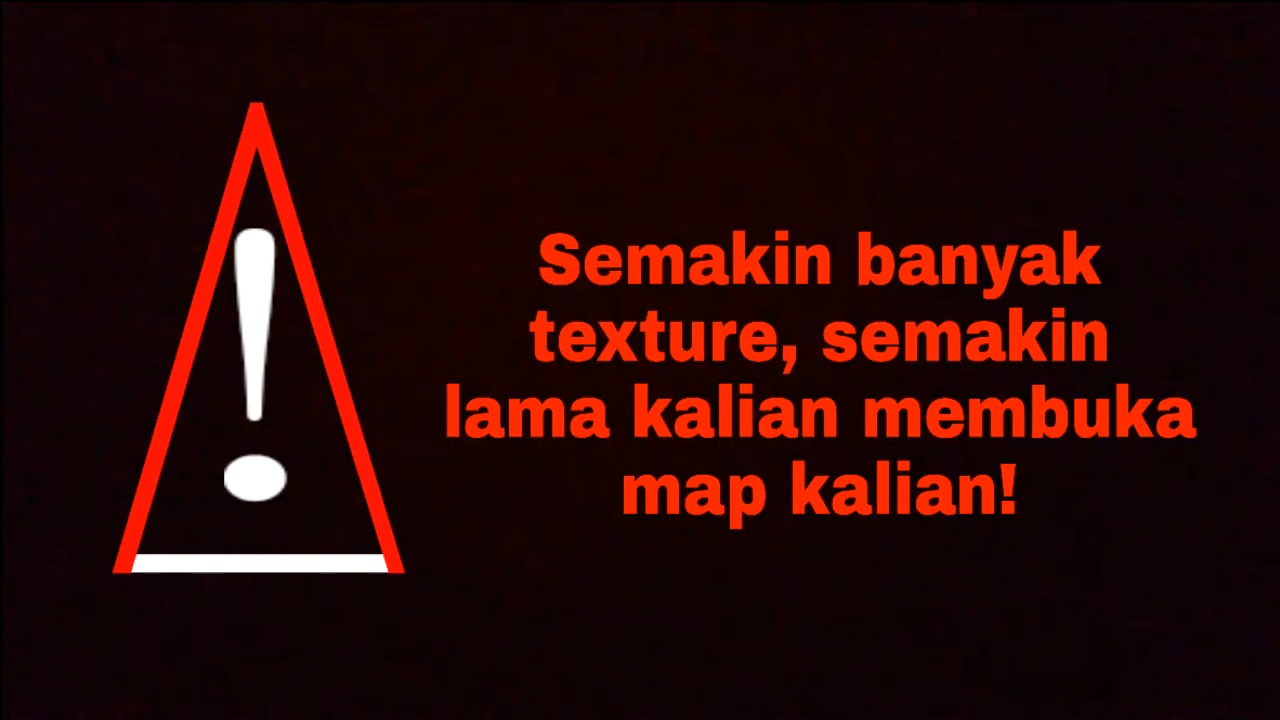 Semakin banyak
texture, semakin
lama kalian membuka
map kalian!